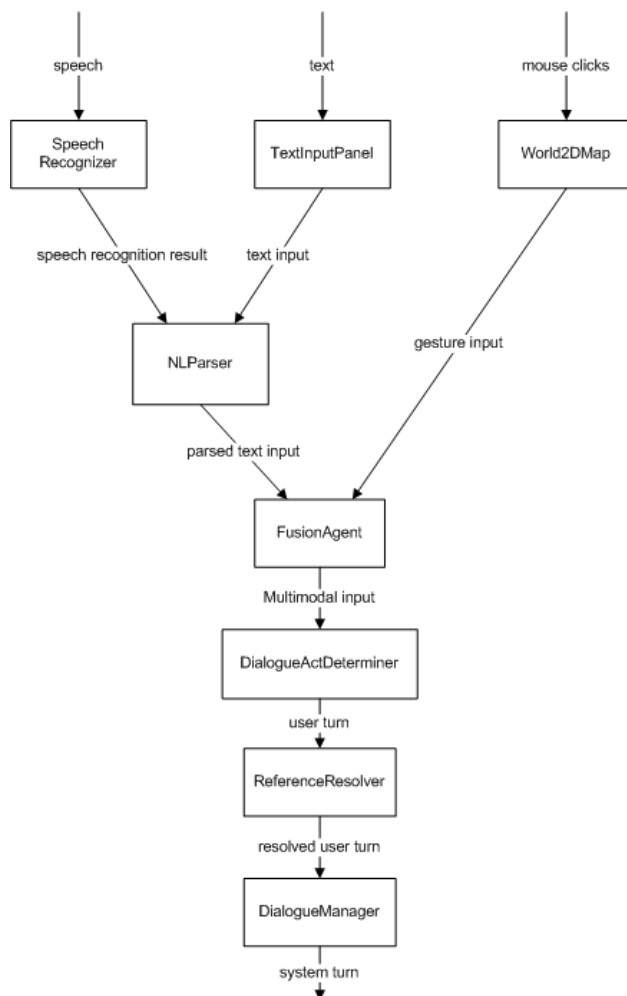 speech
text
mouse clicks
Speech
Recognizer
TextInputPanel
World2DMap
speech recognition result
text input
gesture input
NLParser
parsed text input
FusionAgent
Multimodal input
DialogueActDeterminer
user turn
ReferenceResolver
resolved user turn
DialogueManager
system turn